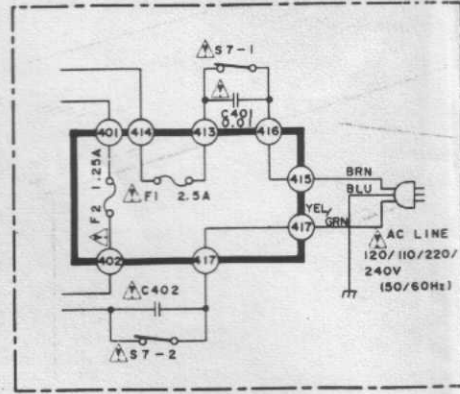 S7-1
C401
0.01
401
414
413
416
F2 1.25A
F1 2.5A
415
BRN
BLU
YEL/
GRN
417
402
417
AC LINE
120/110/220/
240V
(50/60Hz)
C402
S7-2